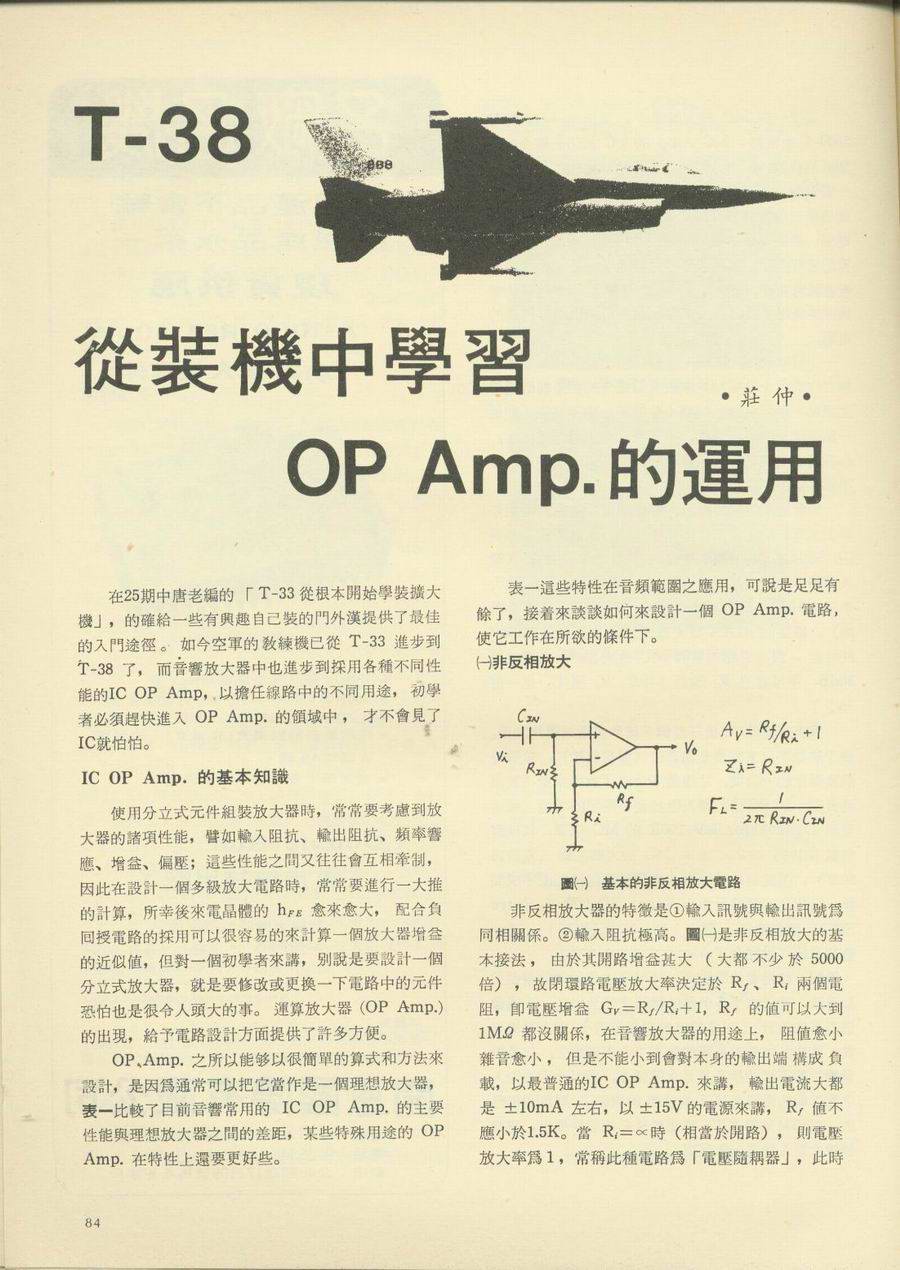 T-38
888
從裝機中學習
•莊 仲•
OP Amp.的運用
在25期中唐老編的「T-33從根本開始學裝擴大
機」，的確給一些有興趣自己裝的門外漢提供了最佳
的入門途徑。如今空軍的教練機已從 T-33 進步到
T-38 了，而音響放大器中也進步到採用各種不同性
能的IC OP Amp,以擔任線路中的不同用途，初學
者必須趕快進入 OP Amp. 的領域中，才不會見了
IC就怕怕。
IC OP Amp. 的基本知識
使用分立式元件組裝放大器時，常常要考慮到放
大器的諸項性能，譬如輸入阻抗、輸出阻抗、頻率響
應、增益、偏壓；這些性能之間又往往會互相牽制，
因此在設計一個多級放大電路時，常常要進行一大推
的計算，所幸後來電晶體的 hFE 愈來愈大，配合負
回授電路的採用可以很容易的來計算一個放大器增益
的近似值，但對一個初學者來講，別說是要設計一個
分立式放大器，就是要修改或更換一下電路中的元件
恐怕也是很令人頭大的事。運算放大器 (OP Amp.)
的出現，給予電路設計方面提供了許多方便。
OP Amp. 之所以能够以很簡單的算式和方法來
設計，是因爲通常可以把它當作是一個理想放大器，
表一比較了目前音響常用的 IC OP Amp. 的主要
性能與理想放大器之間的差距，某些特殊用途的 OP
Amp. 在特性上還要更好些。
表一這些特性在音頻範圍之應用，可說是足足有
餘了，接着來談談如何來設計一個 OP Amp. 電路，
使它工作在所欲的條件下。
㈠非反相放大
CIN
Vi
RIN
+
-
Vo
Rf
Ri
AV=Rf/Ri+1
Zi=RIN
FL=1/2π RIN·CIN
圖㈠ 基本的非反相放大電路
非反相放大器的特徵是①輸入訊號與輸出訊號爲
同相關係。②輸入阻抗極高。圖㈠是非反相放大的基
本接法，由於其開路增益甚大（大都不少於 5000
倍），故閉環路電壓放大率決定於 Rf、Ri 兩個電
阻，卽電壓增益 GV=Rf/Ri+1，Rf 的值可以大到
1MΩ 都沒關係，在音響放大器的用途上，阻值愈小
雜音愈小，但是不能小到會對本身的輸出端構成負
載，以最普通的IC OP Amp. 來講，輸出電流大都
是 ±10mA 左右，以 ±15V 的電源來講，Rf 值不
應小於1.5K。當 Ri=∝時（相當於開路），則電壓
放大率爲1，常稱此種電路爲「電壓隨耦器」，此時
84